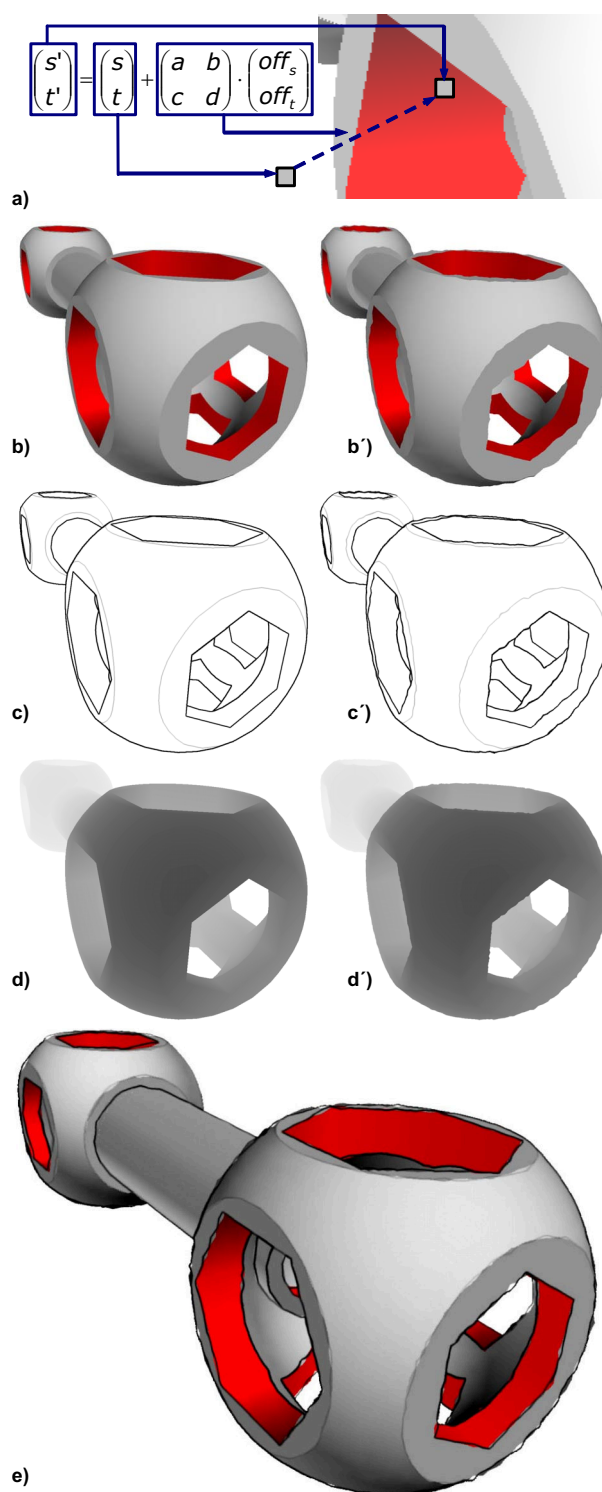 (s') = (s) + (a b) · (off_s)
(t') (t) (c d) (off_t)
a)
b) b´)
c) c´)
d) d´)
e)